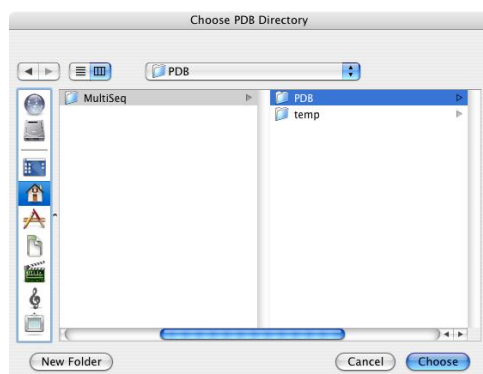 Choose PDB Directory
PDB
MultiSeq
PDB
temp
New Folder
Cancel
Choose